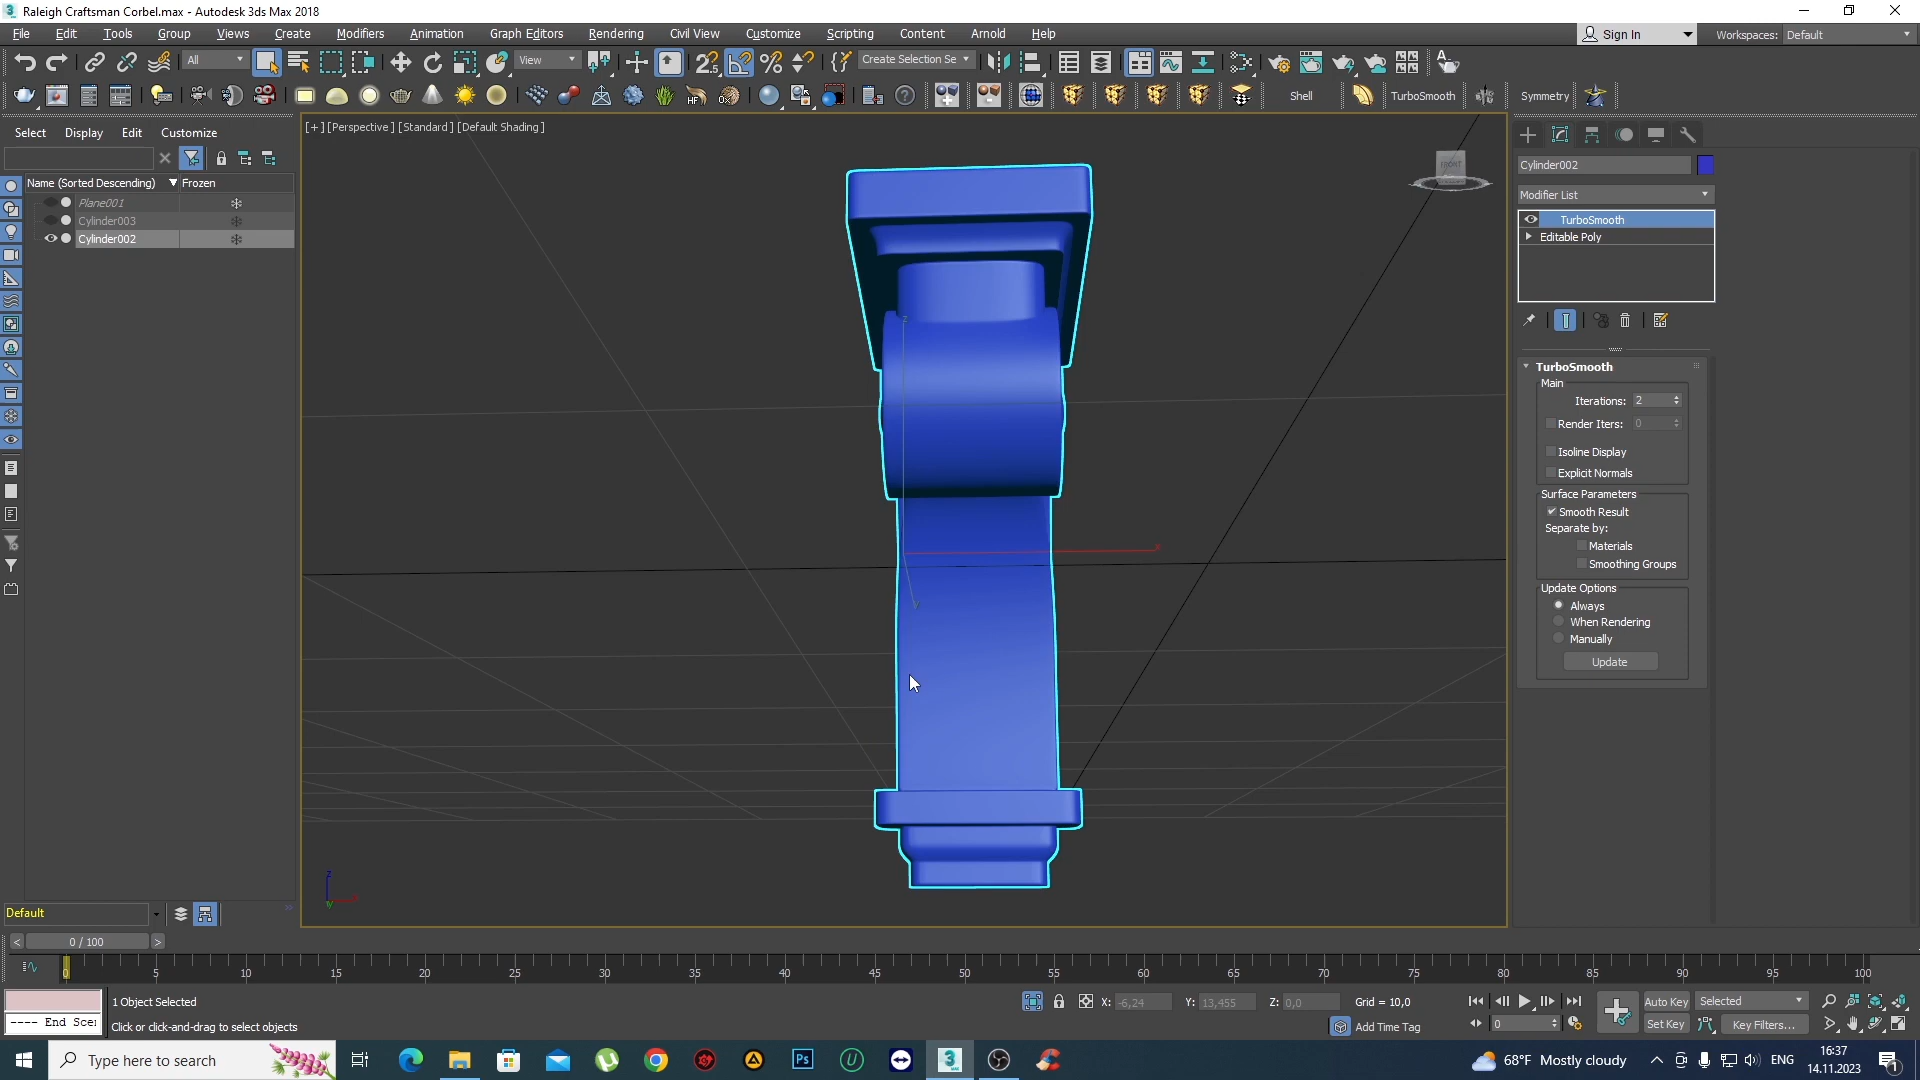 Raleigh Craftsman Corbel.max - Autodesk 3ds Max 2018
File Edit Tools Group Views Create Modifiers Animation Graph Editors Rendering Civil View Customize Scripting Content Arnold Help
Sign In
Workspaces: Default
All
View
Create Selection Se
HF
Shell
TurboSmooth
Symmetry
Select Display Edit Customize
Name (Sorted Descending)
Frozen
Plane001
Cylinder003
Cylinder002
[+] [Perspective ] [Standard ] [Default Shading ]
FRONT
z
x
y
z
x
y
Cylinder002
Modifier List
TurboSmooth
Editable Poly
TurboSmooth
Main
Iterations: 2
Render Iters: 0
Isoline Display
Explicit Normals
Surface Parameters
Smooth Result
Separate by:
Materials
Smoothing Groups
Update Options
Always
When Rendering
Manually
Update
Default
0 / 100
0 5 10 15 20 25 30 35 40 45 50 55 60 65 70 75 80 85 90 95 100
1 Object Selected
---- End Scen
Click or click-and-drag to select objects
X: -6,24
Y: 13,455
Z: 0,0
Grid = 10,0
Add Time Tag
0
Auto Key
Selected
Set Key
Key Filters...
Type here to search
Ps
3
68°F Mostly cloudy
ENG
16:37
14.11.2023
1